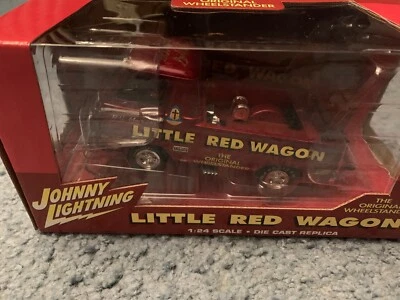 ORIGINAL WHEELSTANDER
LITTLE RED WAGON
THE
ORIGINAL
WHEELSTANDER
JOHNNY
LIGHTNING
THE
ORIGINAL
WHEELSTANDER
LITTLE RED WAGON
1:24 SCALE • DIE CAST REPLICA